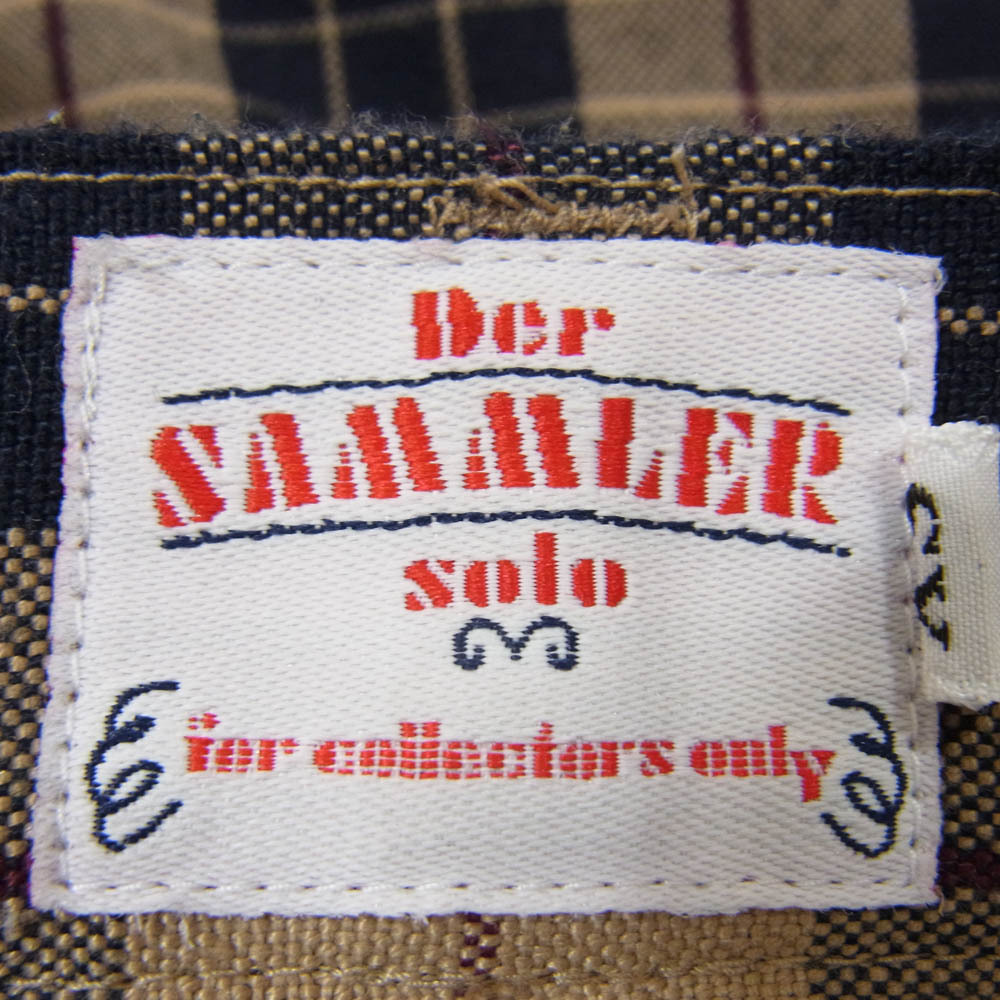 Der
SAMMLER
solo
for collectors only